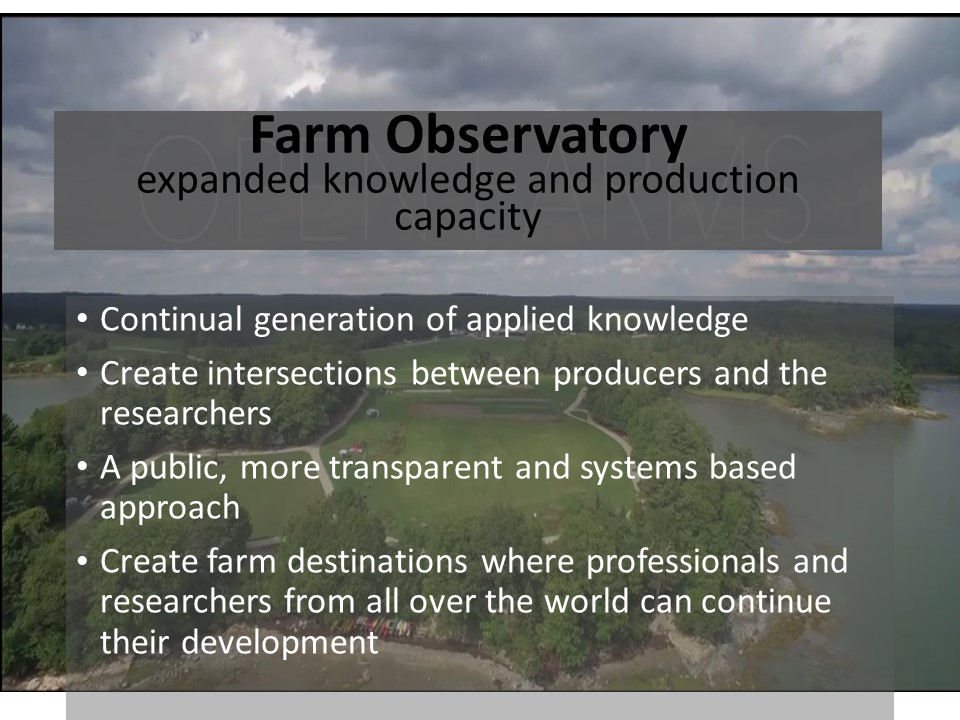 Farm Observatory
expanded knowledge and production
capacity
OPEN FARMS
• Continual generation of applied knowledge
• Create intersections between producers and the
researchers
• A public, more transparent and systems based
approach
• Create farm destinations where professionals and
researchers from all over the world can continue
their development